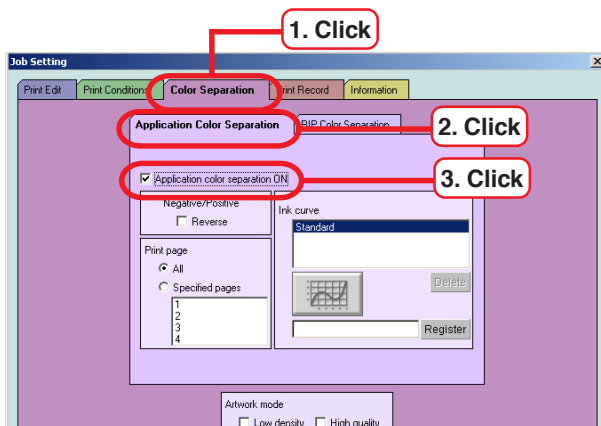 1. Click
Job Setting
Print Edit Print Conditions Color Separation Print Record Information
Application Color Separation RIP Color Separation
2. Click
Application color separation ON
3. Click
Negative/Positive
Reverse
Ink curve
Standard
Print page
All
Specified pages
1
2
3
4
Delete
Register
Artwork mode
Low density High quality